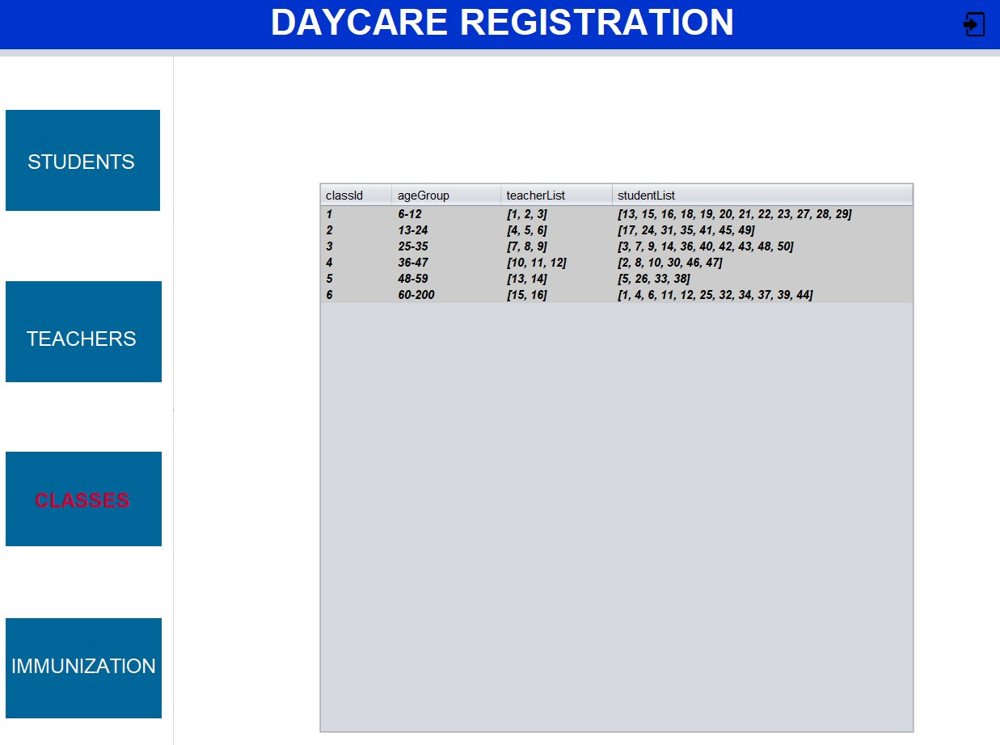 DAYCARE REGISTRATION
STUDENTS
TEACHERS
CLASSES
IMMUNIZATION
classId ageGroup teacherList studentList
1 6-12 [1, 2, 3] [13, 15, 16, 18, 19, 20, 21, 22, 23, 27, 28, 29]
2 13-24 [4, 5, 6] [17, 24, 31, 35, 41, 45, 49]
3 25-35 [7, 8, 9] [3, 7, 9, 14, 36, 40, 42, 43, 48, 50]
4 36-47 [10, 11, 12] [2, 8, 10, 30, 46, 47]
5 48-59 [13, 14] [5, 26, 33, 38]
6 60-200 [15, 16] [1, 4, 6, 11, 12, 25, 32, 34, 37, 39, 44]